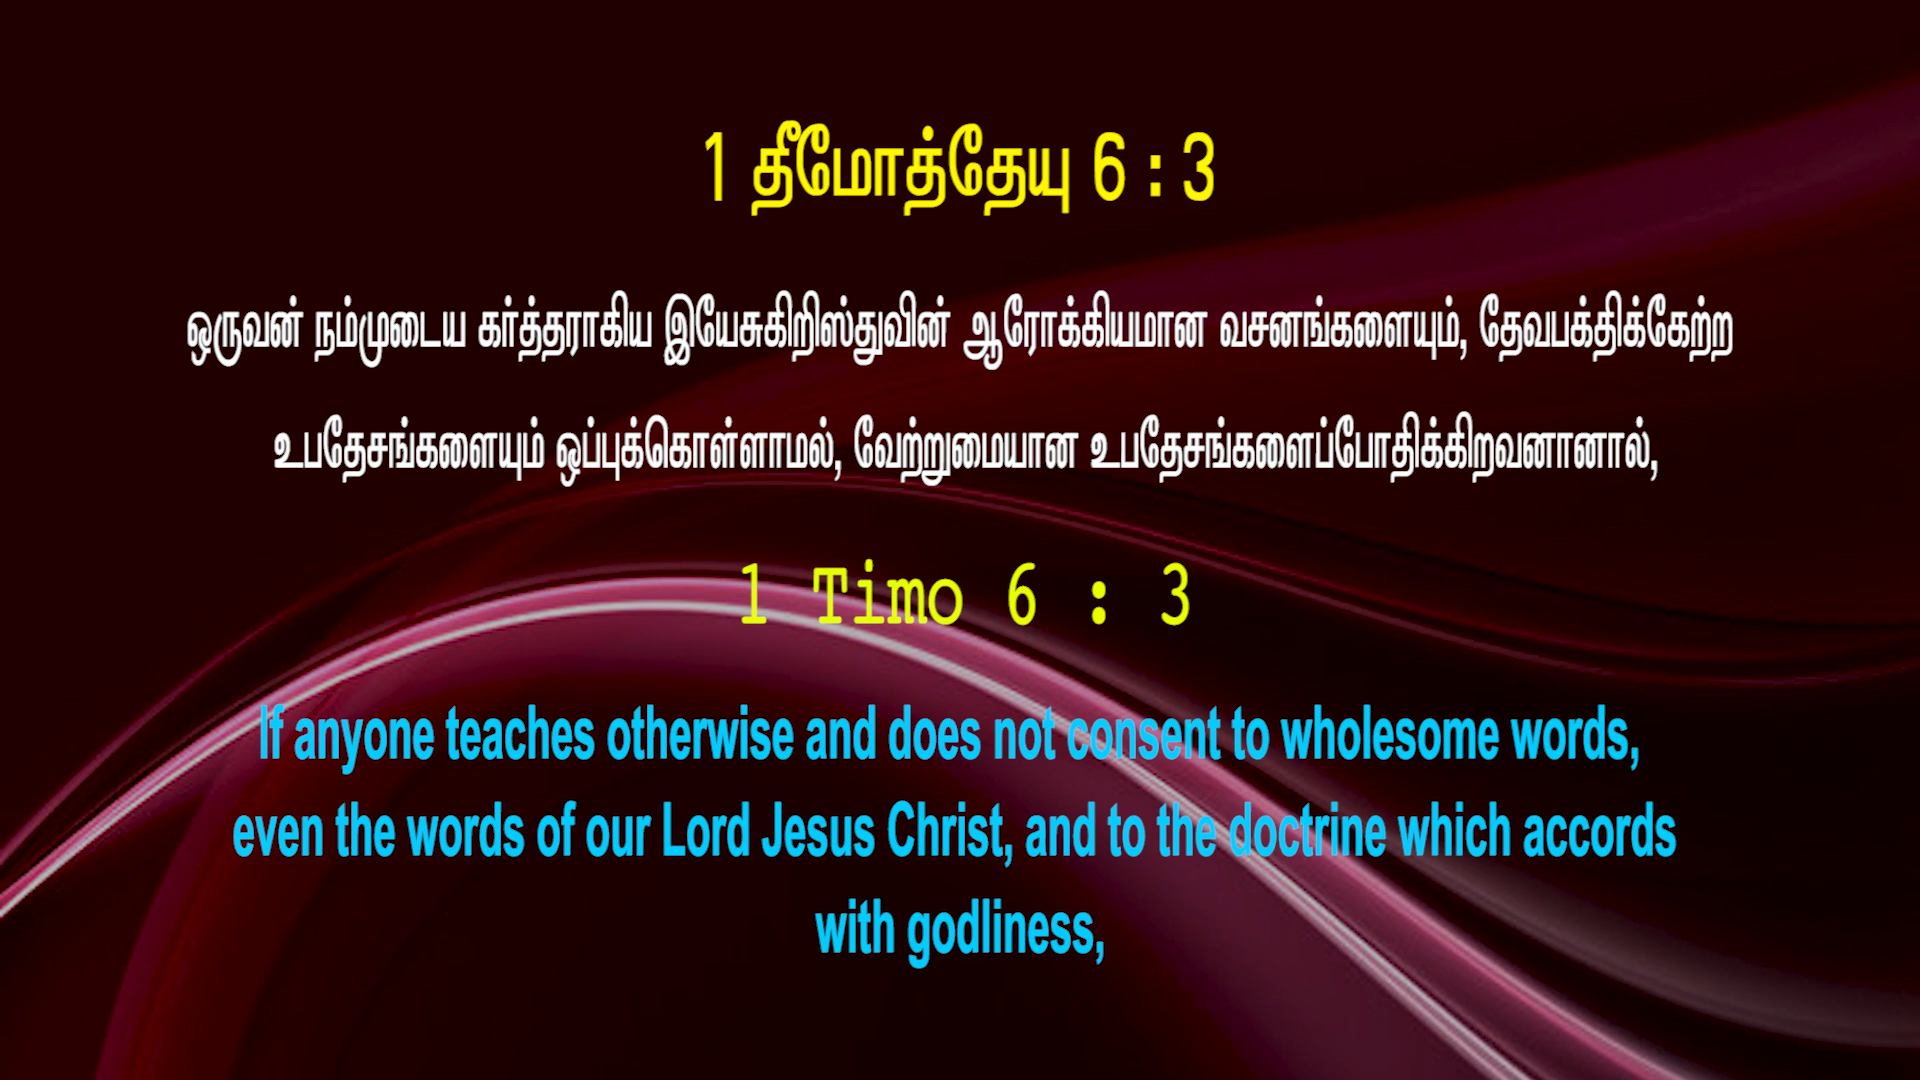 1 தீமோத்தேயு 6 : 3
ஒருவன் நம்முடைய கர்த்தராகிய இயேசுகிறிஸ்துவின் ஆரோக்கியமான வசனங்களையும், தேவபக்திக்கேற்ற
உபதேசங்களையும் ஒப்புக்கொள்ளாமல், வேற்றுமையான உபதேசங்களைப்போதிக்கிறவனானால்,
1 Timo 6 : 3
If anyone teaches otherwise and does not consent to wholesome words,
even the words of our Lord Jesus Christ, and to the doctrine which accords
with godliness,